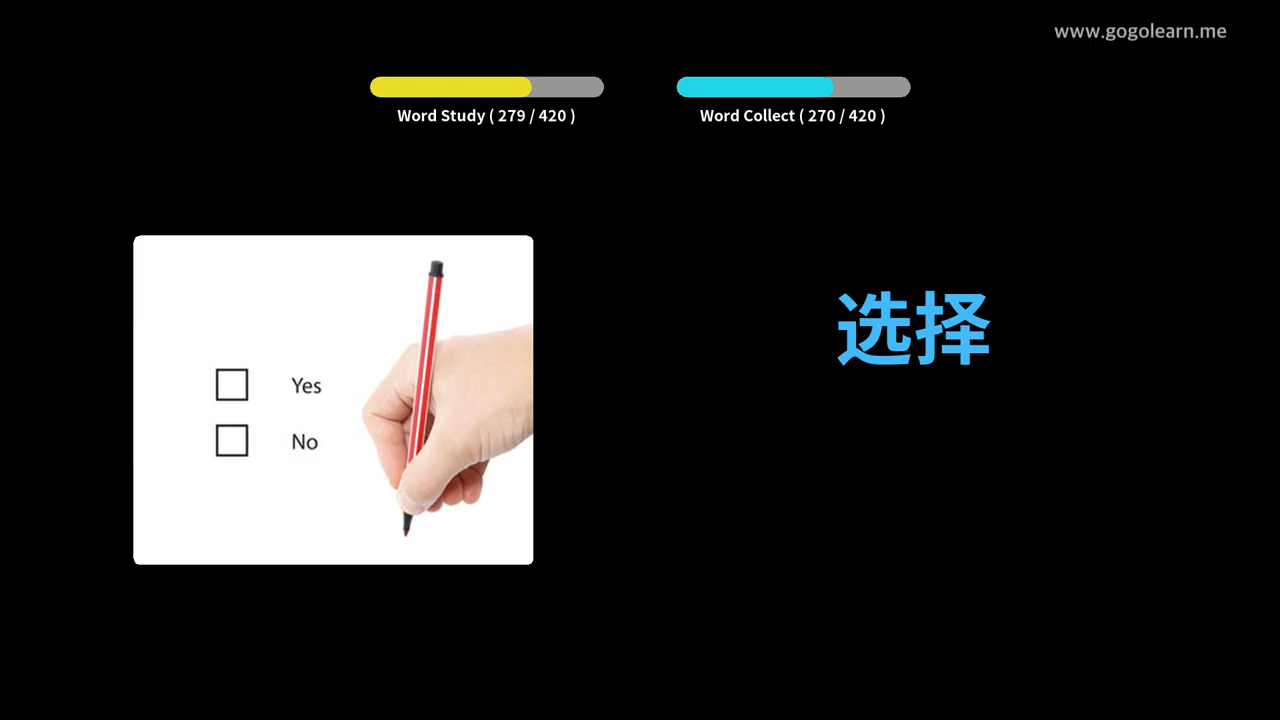 www.gogolearn.me
Word Study ( 279 / 420 )
Word Collect ( 270 / 420 )
选择
Yes
No